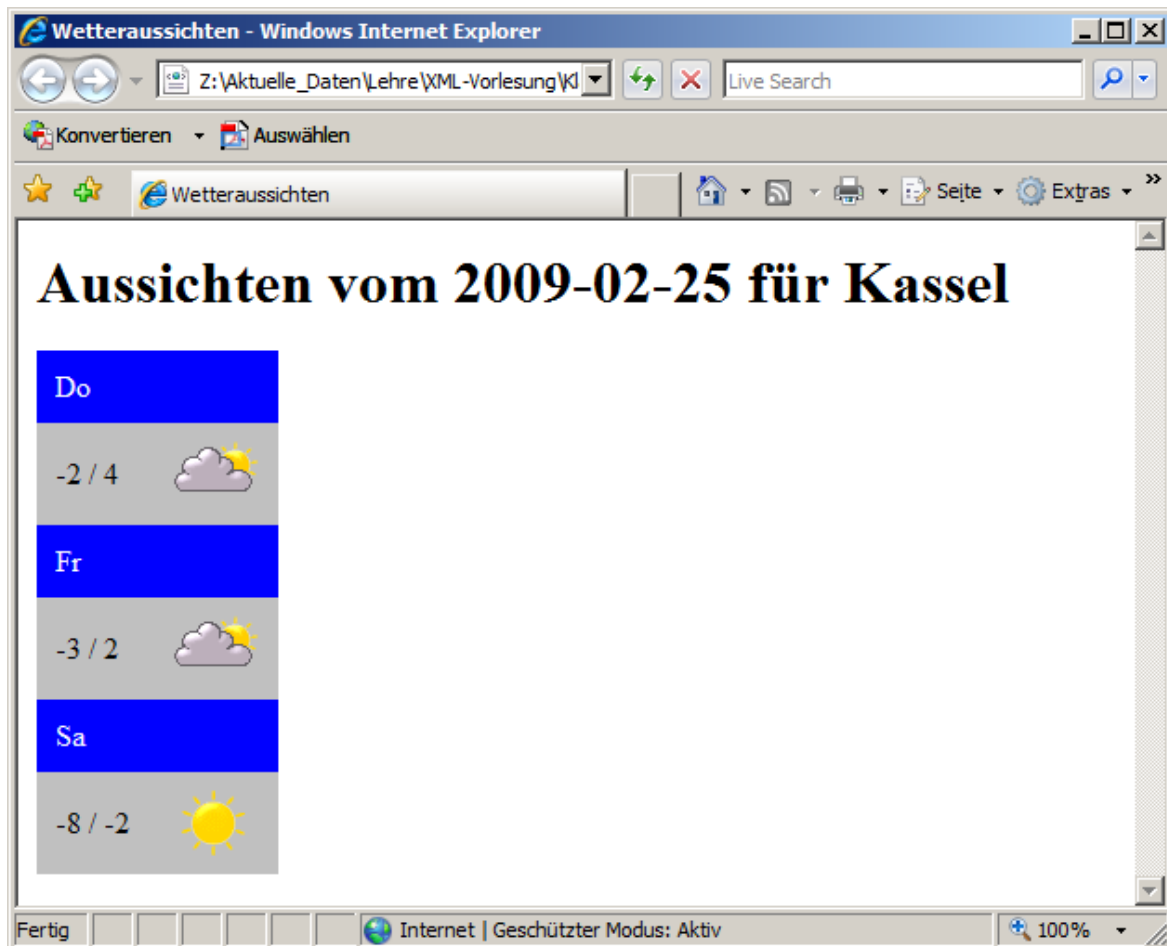 Wetteraussichten - Windows Internet Explorer
Z:\Aktuelle_Daten\Lehre\XML-Vorlesung\Kl
Live Search
Konvertieren Auswählen
Wetteraussichten
Seite Extras »
Aussichten vom 2009-02-25 für Kassel
Do
-2 / 4
Fr
-3 / 2
Sa
-8 / -2
Fertig Internet | Geschützter Modus: Aktiv 100%